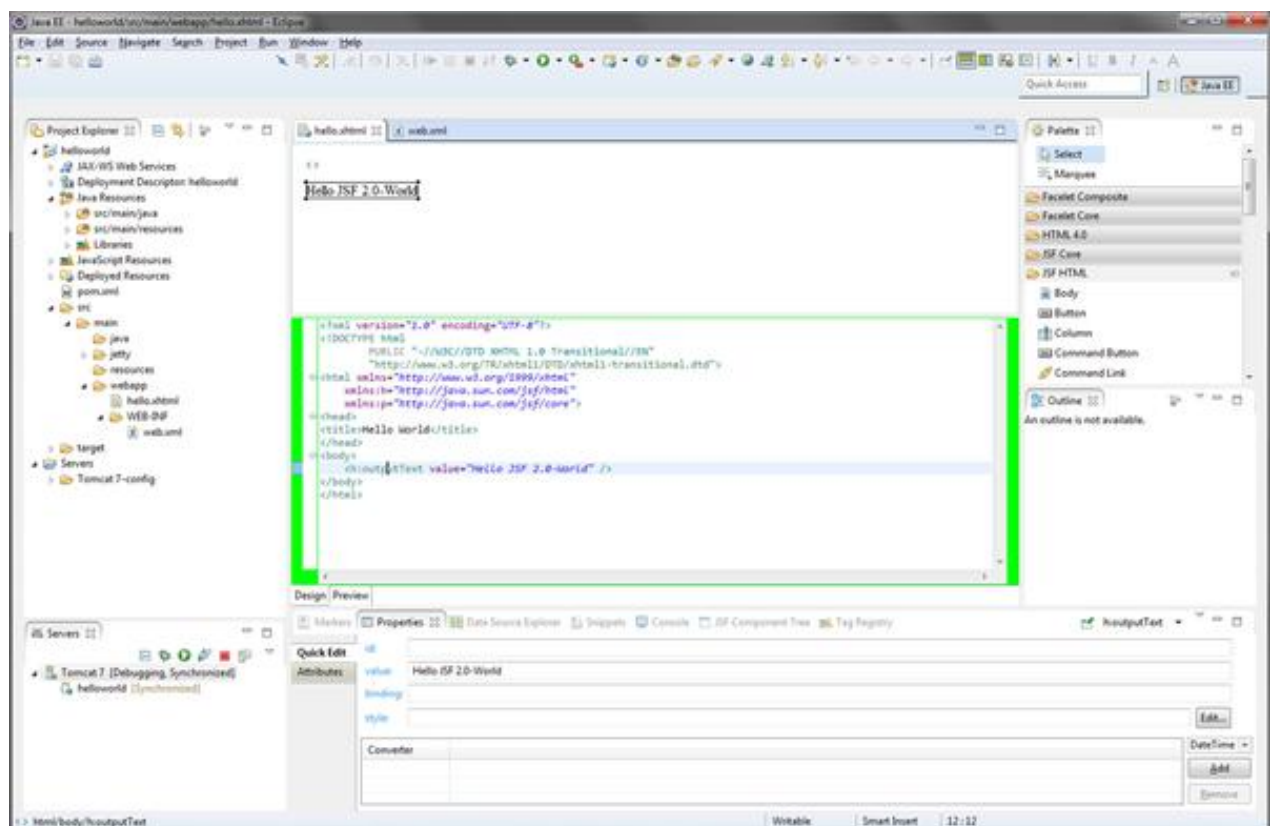 Java EE - helloworld/src/main/webapp/hello.xhtml - Eclipse
File Edit Source Navigate Search Project Run Window Help
Quick Access
Java EE
Project Explorer
helloworld
JAX-WS Web Services
Deployment Descriptor: helloworld
Java Resources
src/main/java
src/main/resources
Libraries
JavaScript Resources
Deployed Resources
pom.xml
src
main
java
jetty
resources
webapp
hello.xhtml
WEB-INF
web.xml
target
Servers
Tomcat 7-config
hello.xhtml web.xml
Hello JSF 2.0-World
<?xml version="1.0" encoding="UTF-8"?>
<!DOCTYPE html
PUBLIC "-//W3C//DTD XHTML 1.0 Transitional//EN"
"http://www.w3.org/TR/xhtml1/DTD/xhtml1-transitional.dtd">
<html xmlns="http://www.w3.org/1999/xhtml"
xmlns:h="http://java.sun.com/jsf/html"
xmlns:p="http://java.sun.com/jsf/core">
<head>
<title>Hello World</title>
</head>
<body>
<h:outputText value="Hello JSF 2.0-World" />
</body>
</html>
Design Preview
Palette
Select
Marquee
Facelet Composite
Facelet Core
HTML 4.0
JSF Core
JSF HTML
Body
Button
Column
Command Button
Command Link
Outline
An outline is not available.
Servers
Tomcat 7 [Debugging, Synchronized]
helloworld [Synchronized]
Markers Properties Data Source Explorer Snippets Console JSF Component Tree Tag Registry
h:outputText
Quick Edit
Attributes
id:
value: Hello JSF 2.0-World
binding:
style:
Edit...
Converter
DateTime
Add
Remove
html/body/h:outputText
Writable Smart Insert 12:12